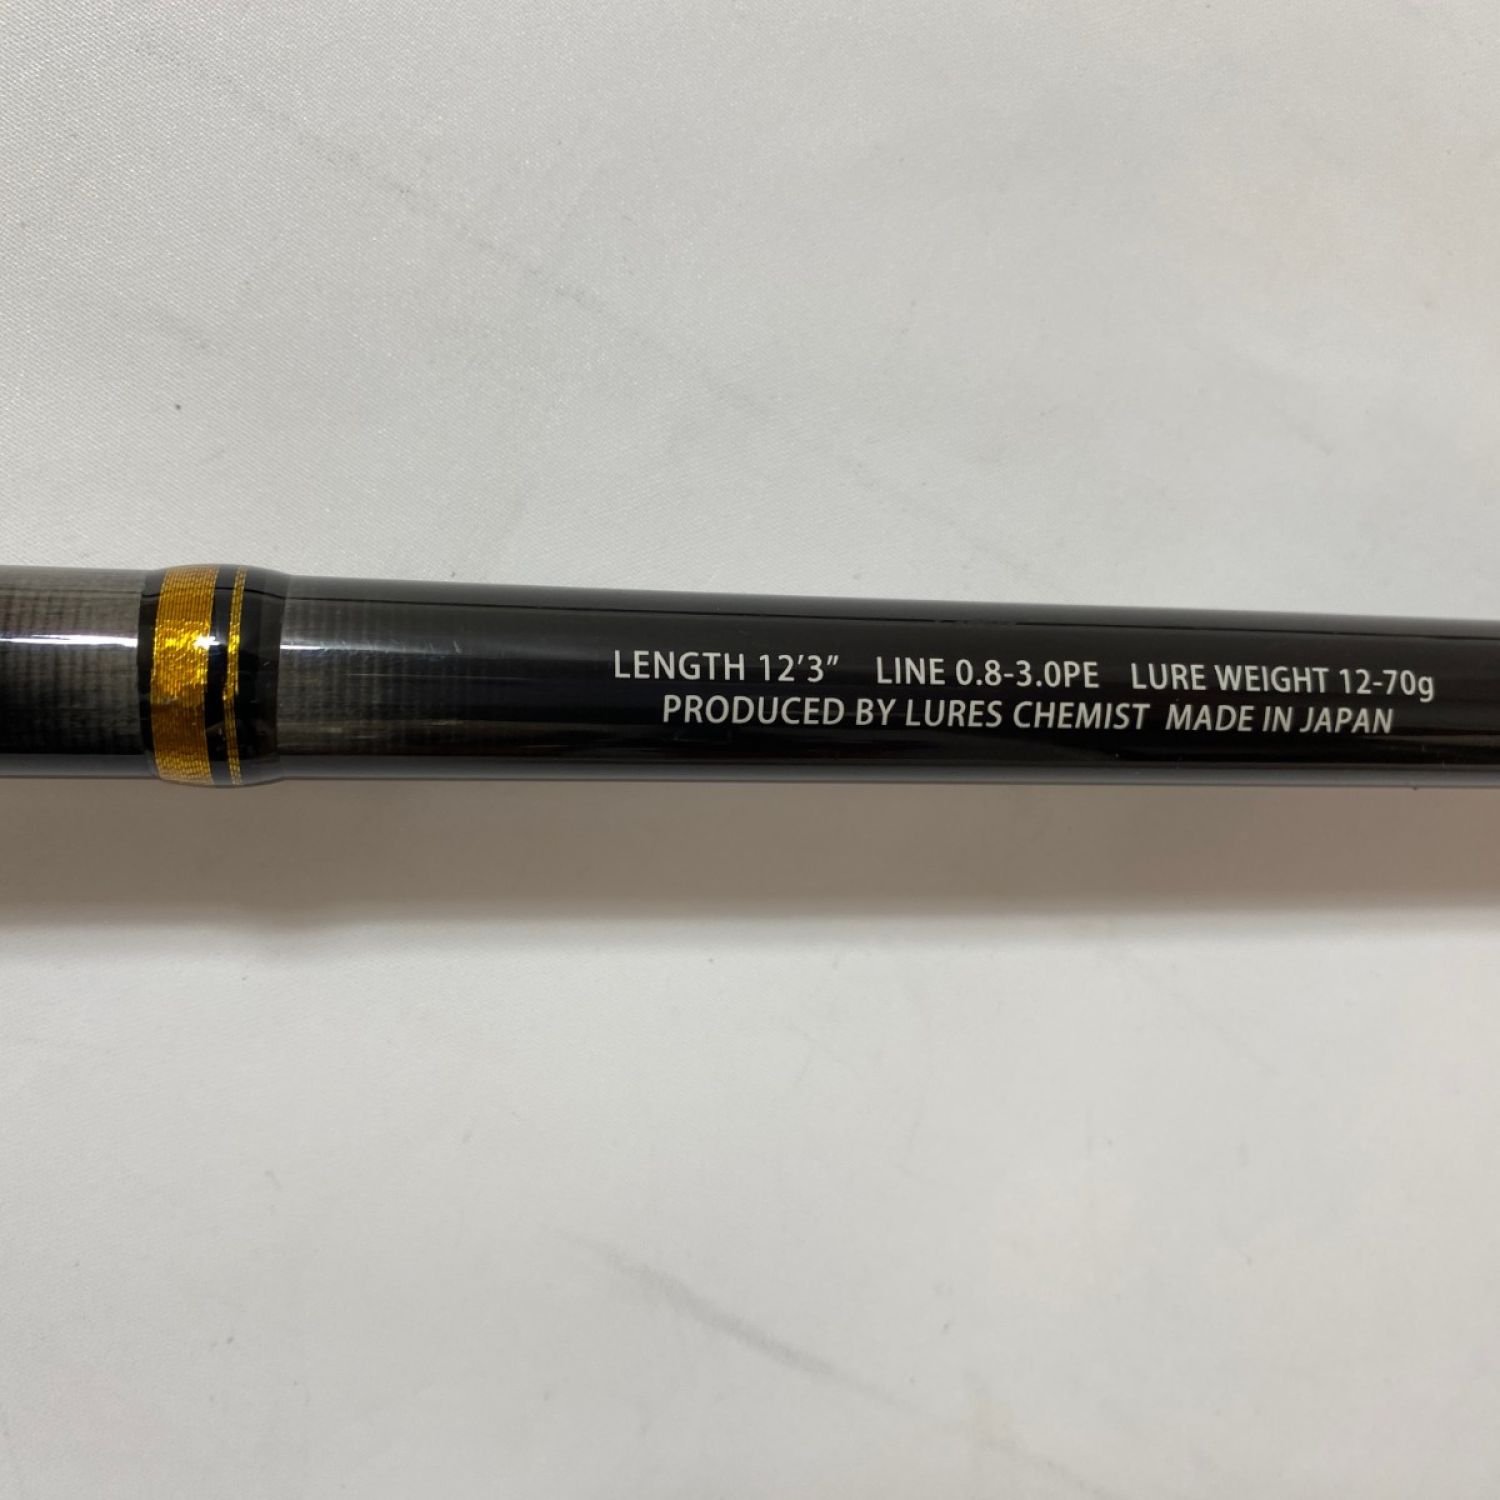 LENGTH 12'3" LINE 0.8-3.0PE LURE WEIGHT 12-70g
PRODUCED BY LURES CHEMIST MADE IN JAPAN